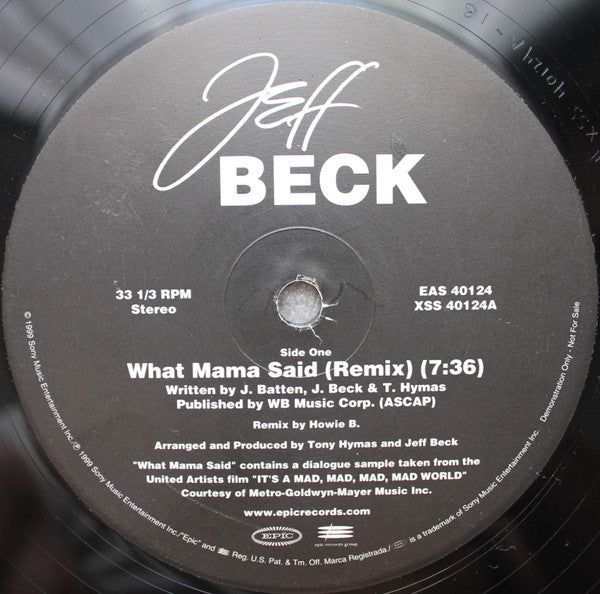 Jeff
BECK
33 1/3 RPM
Stereo
EAS 40124
XSS 40124A
Side One
What Mama Said (Remix) (7:36)
Written by J. Batten, J. Beck & T. Hymas
Published by WB Music Corp. (ASCAP)
Remix by Howie B.
Arranged and Produced by Tony Hymas and Jeff Beck
"What Mama Said" contains a dialogue sample taken from the
United Artists film "IT'S A MAD, MAD, MAD, MAD WORLD"
Courtesy of Metro-Goldwyn-Mayer Music Inc.
www.epicrecords.com
EPIC
epic records group
© 1999 Sony Music Entertainment Inc./℗ 1999 Sony Music Entertainment Inc./"Epic" and Reg. U.S. Pat. & Tm. Off. Marca Registrada./ is a trademark of Sony Music Entertainment Inc. Demonstration Only - Not For Sale
XSS 40124A - 1B